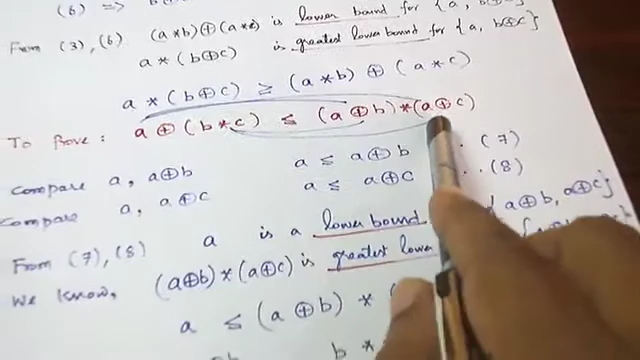 (6) =>
From (3), (6) (a*b)⊕(a*c) is lower bound for {a, b⊕c}
a*(b⊕c) is greatest lower bound for {a, b⊕c}
a*(b⊕c) ≥ (a*b) ⊕ (a*c)
To Prove: a⊕(b*c) ≤ (a⊕b)*(a⊕c)
compare a, a⊕b a ≤ a⊕b .. (7)
compare a, a⊕c a ≤ a⊕c ... (8)
From (7), (8) a is a lower bound {a⊕b, a⊕c}
We know, (a⊕b)*(a⊕c) is greatest lower
a ≤ (a⊕b) *
b *